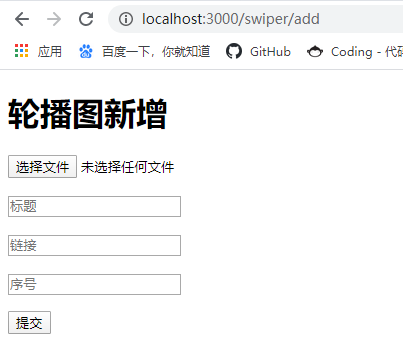 localhost:3000/swiper/add
应用 百度一下，你就知道 GitHub Coding - 代码
轮播图新增
选择文件 未选择任何文件
标题
链接
序号
提交